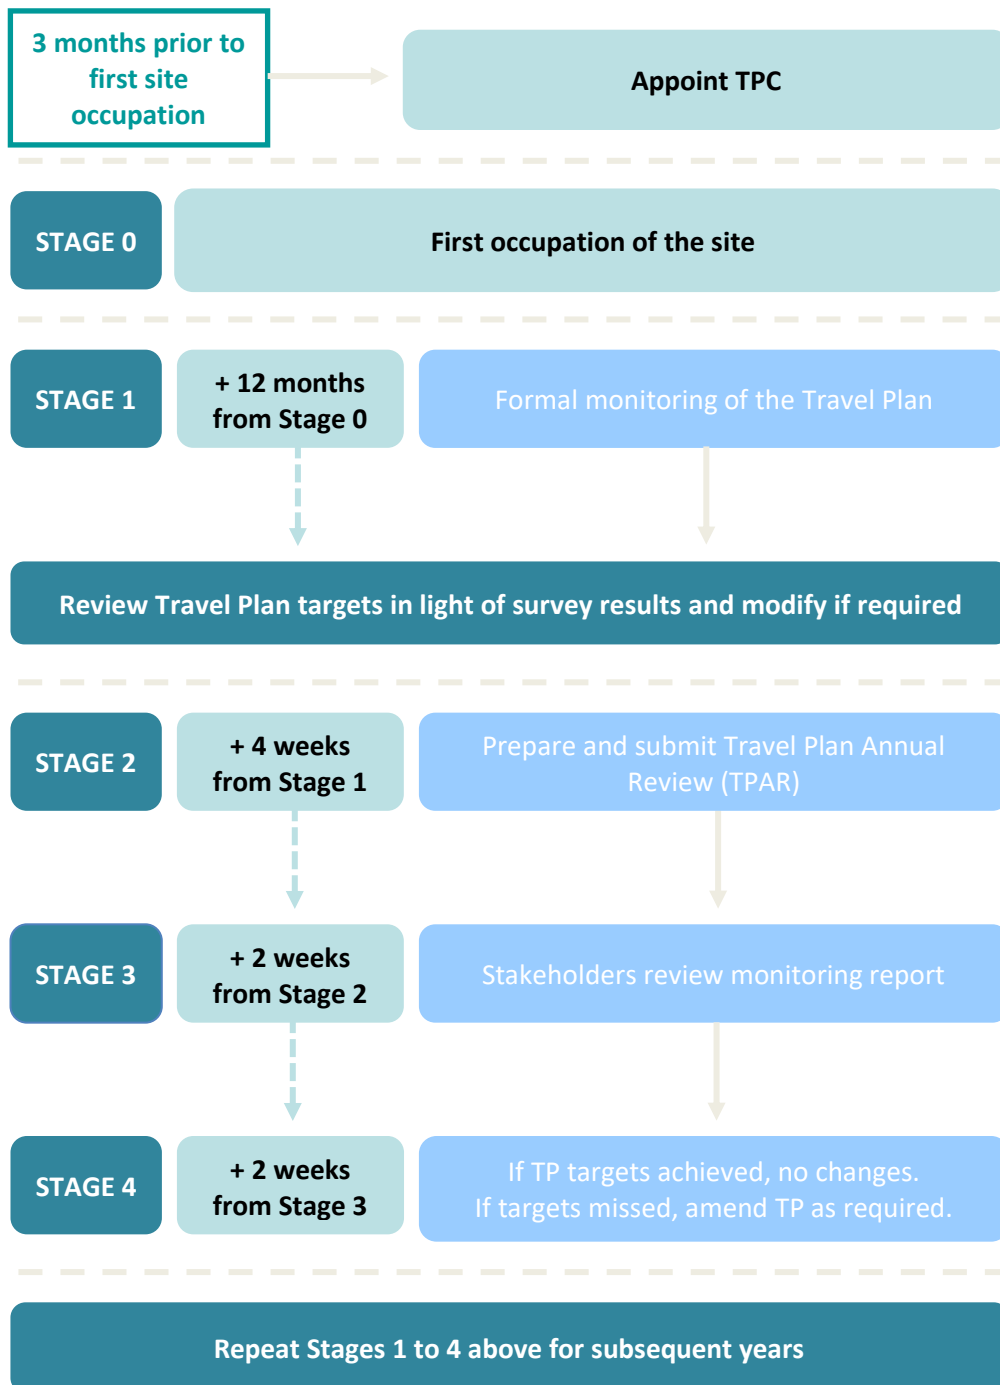 3 months prior to
first site
occupation
Appoint TPC
STAGE 0
First occupation of the site
STAGE 1
+ 12 months
from Stage 0
Formal monitoring of the Travel Plan
Review Travel Plan targets in light of survey results and modify if required
STAGE 2
+ 4 weeks
from Stage 1
Prepare and submit Travel Plan Annual
Review (TPAR)
STAGE 3
+ 2 weeks
from Stage 2
Stakeholders review monitoring report
STAGE 4
+ 2 weeks
from Stage 3
If TP targets achieved, no changes.
If targets missed, amend TP as required.
Repeat Stages 1 to 4 above for subsequent years